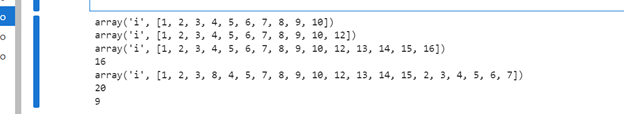 array('i', [1, 2, 3, 4, 5, 6, 7, 8, 9, 10])
array('i', [1, 2, 3, 4, 5, 6, 7, 8, 9, 10, 12])
array('i', [1, 2, 3, 4, 5, 6, 7, 8, 9, 10, 12, 13, 14, 15, 16])
16
array('i', [1, 2, 3, 8, 4, 5, 7, 8, 9, 10, 12, 13, 14, 15, 2, 3, 4, 5, 6, 7])
20
9